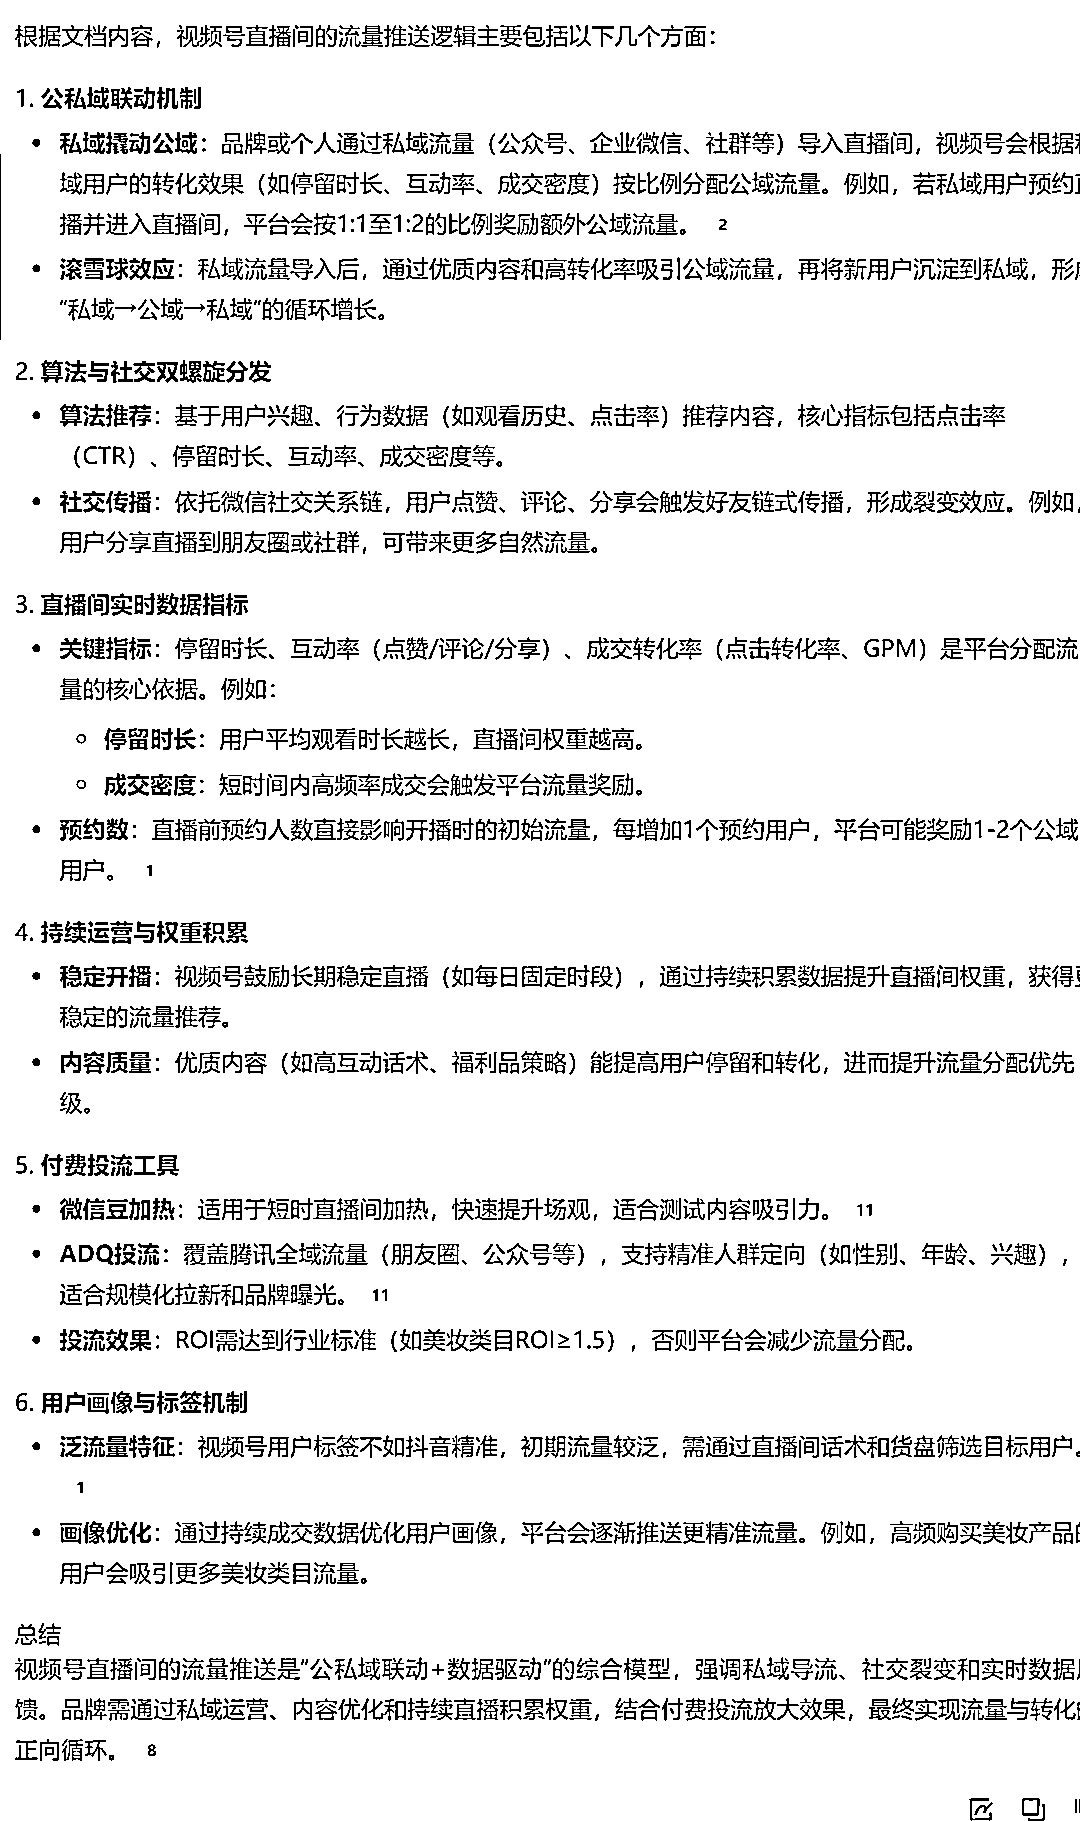 根据文档内容，视频号直播间的流量推送逻辑主要包括以下几个方面：
1. 公私域联动机制
• 私域撬动公域：品牌或个人通过私域流量（公众号、企业微信、社群等）导入直播间，视频号会根据
域用户的转化效果（如停留时长、互动率、成交密度）按比例分配公域流量。例如，若私域用户预约
播并进入直播间，平台会按1:1至1:2的比例奖励额外公域流量。 2
• 滚雪球效应：私域流量导入后，通过优质内容和高转化率吸引公域流量，再将新用户沉淀到私域，形
“私域→公域→私域”的循环增长。
2. 算法与社交双螺旋分发
• 算法推荐：基于用户兴趣、行为数据（如观看历史、点击率）推荐内容，核心指标包括点击率
（CTR）、停留时长、互动率、成交密度等。
• 社交传播：依托微信社交关系链，用户点赞、评论、分享会触发好友链式传播，形成裂变效应。例如，
用户分享直播到朋友圈或社群，可带来更多自然流量。
3. 直播间实时数据指标
• 关键指标：停留时长、互动率（点赞/评论/分享）、成交转化率（点击转化率、GPM）是平台分配流
量的核心依据。例如：
○ 停留时长：用户平均观看时长越长，直播间权重越高。
○ 成交密度：短时间内高频率成交会触发平台流量奖励。
• 预约数：直播前预约人数直接影响开播时的初始流量，每增加1个预约用户，平台可能奖励1-2个公域
用户。 1
4. 持续运营与权重积累
• 稳定开播：视频号鼓励长期稳定直播（如每日固定时段），通过持续积累数据提升直播间权重，获得
稳定的流量推荐。
• 内容质量：优质内容（如高互动话术、福利品策略）能提高用户停留和转化，进而提升流量分配优先
级。
5. 付费投流工具
• 微信豆加热：适用于短时直播间加热，快速提升场观，适合测试内容吸引力。 11
• ADQ投流：覆盖腾讯全域流量（朋友圈、公众号等），支持精准人群定向（如性别、年龄、兴趣），
适合规模化拉新和品牌曝光。 11
• 投流效果：ROI需达到行业标准（如美妆类目ROI≥1.5），否则平台会减少流量分配。
6. 用户画像与标签机制
• 泛流量特征：视频号用户标签不如抖音精准，初期流量较泛，需通过直播间话术和货盘筛选目标用户。
1
• 画像优化：通过持续成交数据优化用户画像，平台会逐渐推送更精准流量。例如，高频购买美妆产品
用户会吸引更多美妆类目流量。
总结
视频号直播间的流量推送是“公私域联动+数据驱动”的综合模型，强调私域导流、社交裂变和实时数据
馈。品牌需通过私域运营、内容优化和持续直播积累权重，结合付费投流放大效果，最终实现流量与转化
正向循环。 8